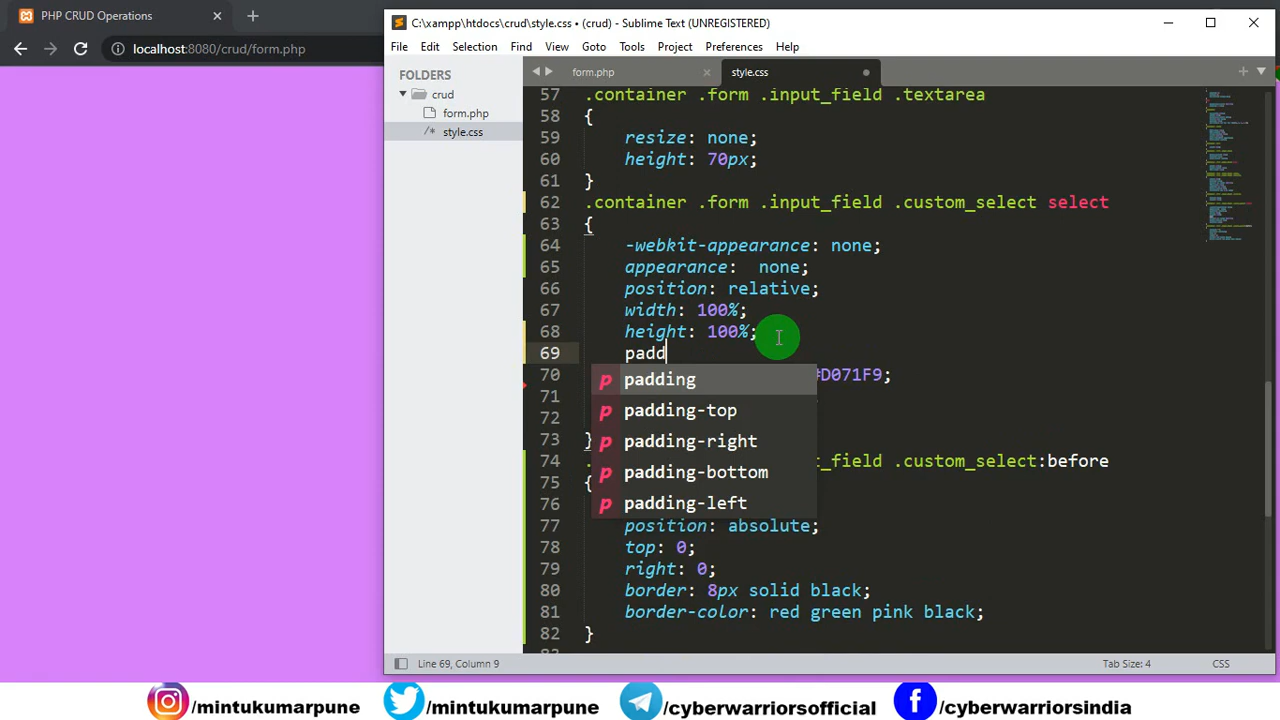 PHP CRUD Operations
localhost:8080/crud/form.php
C:\xampp\htdocs\crud\style.css • (crud) - Sublime Text (UNREGISTERED)
File Edit Selection Find View Goto Tools Project Preferences Help
FOLDERS
crud
form.php
style.css
form.php
style.css
57 .container .form .input_field .textarea
58 {
59 resize: none;
60 height: 70px;
61 }
62 .container .form .input_field .custom_select select
63 {
64 -webkit-appearance: none;
65 appearance:  none;
66 position: relative;
67 width: 100%;
68 height: 100%;
69 padd
70 #D071F9;
71
72
73 }
74 _field .custom_select:before
75 {
76
77 position: absolute;
78 top: 0;
79 right: 0;
80 border: 8px solid black;
81 border-color: red green pink black;
82 }
p padding
p padding-top
p padding-right
p padding-bottom
p padding-left
Line 69, Column 9
Tab Size: 4
CSS
/mintukumarpune
/mintukumarpune
/cyberwarriorsofficial
/cyberwarriorsindia